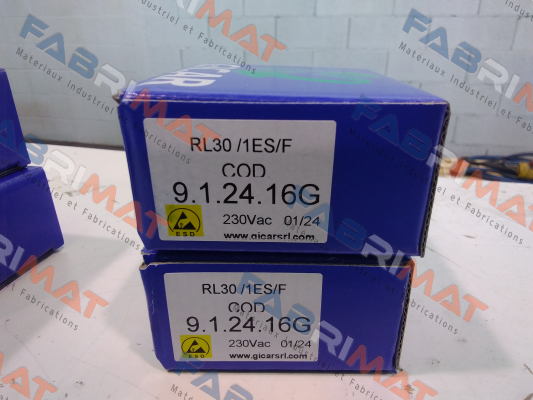 FABRIMAT
Matériaux Industriel et Fabrications
RL30 /1ES/F
COD
9.1.24.16G
ESD
230Vac 01/24
www.gicarsrl.com
RL30 /1ES/F
COD
9.1.24.16G
ESD
230Vac 01/24
www.gicarsrl.com